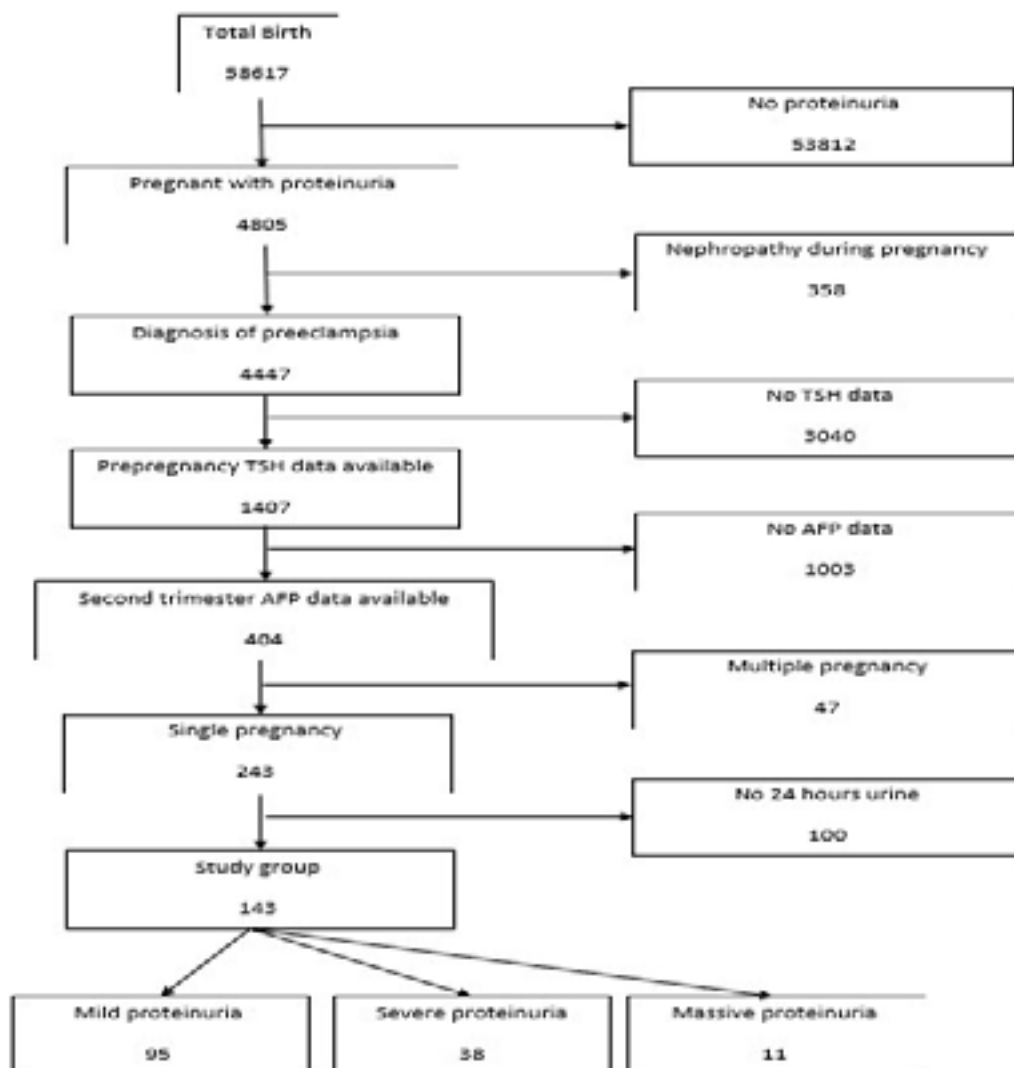 Total Birth
58617
No proteinuria
53812
Pregnant with proteinuria
4805
Nephropathy during pregnancy
358
Diagnosis of preeclampsia
4447
No TSH data
3040
Prepregnancy TSH data available
1407
No AFP data
1003
Second trimester AFP data available
404
Multiple pregnancy
47
Single pregnancy
243
No 24 hours urine
100
Study group
143
Mild proteinuria
95
Severe proteinuria
38
Massive proteinuria
11